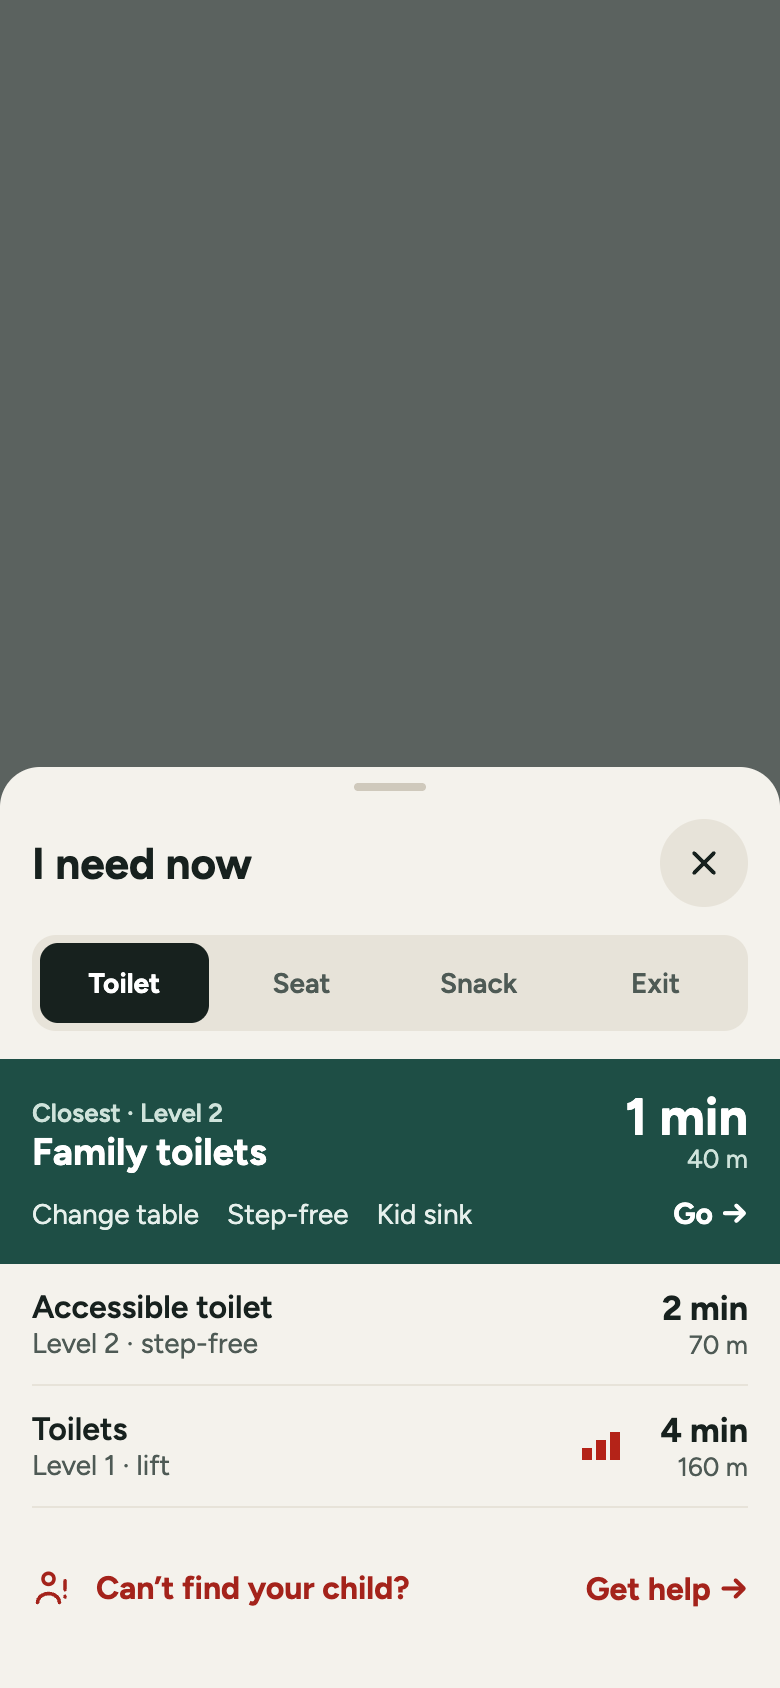 I need now
Toilet Seat Snack Exit
Closest · Level 2
Family toilets
1 min
40 m
Change table Step-free Kid sink
Go →
Accessible toilet
Level 2 · step-free
2 min
70 m
Toilets
Level 1 · lift
4 min
160 m
Can’t find your child?
Get help →